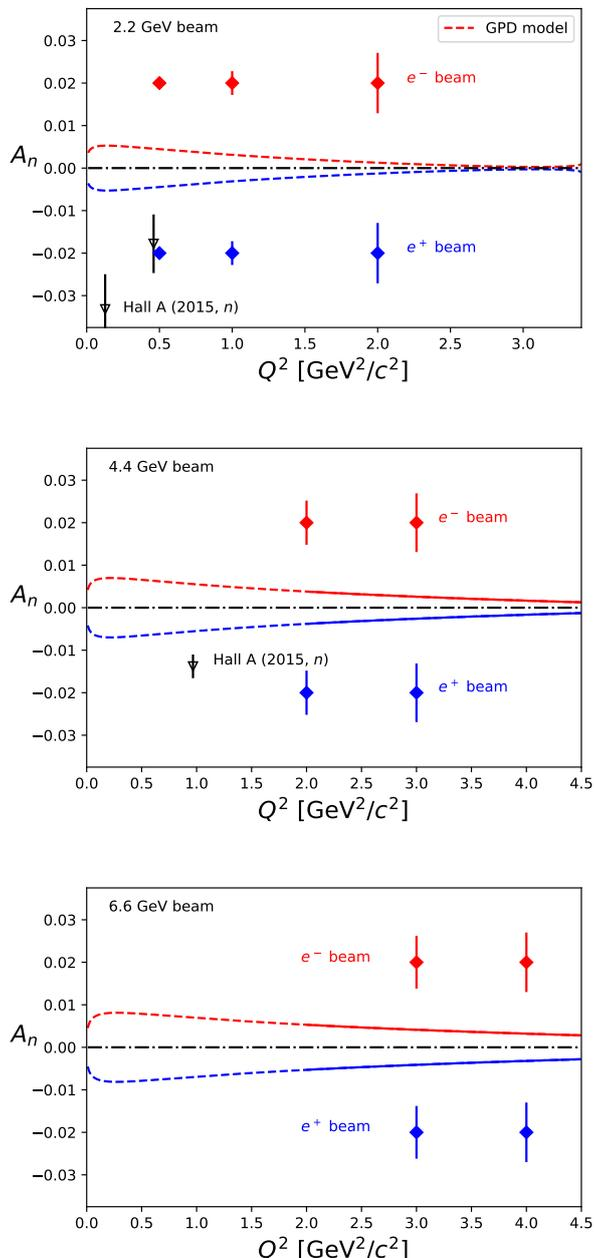 2.2 GeV beam
GPD model
0.03
0.02
e⁻ beam
0.01
Aₙ
0.00
−0.01
−0.02
e⁺ beam
−0.03
Hall A (2015, n)
0.0 0.5 1.0 1.5 2.0 2.5 3.0
Q² [GeV²/c²]
4.4 GeV beam
0.03
0.02
e⁻ beam
0.01
Aₙ
0.00
−0.01
Hall A (2015, n)
−0.02
e⁺ beam
−0.03
0.0 0.5 1.0 1.5 2.0 2.5 3.0 3.5 4.0 4.5
Q² [GeV²/c²]
6.6 GeV beam
0.03
0.02
e⁻ beam
0.01
Aₙ
0.00
−0.01
−0.02
e⁺ beam
−0.03
0.0 0.5 1.0 1.5 2.0 2.5 3.0 3.5 4.0 4.5
Q² [GeV²/c²]